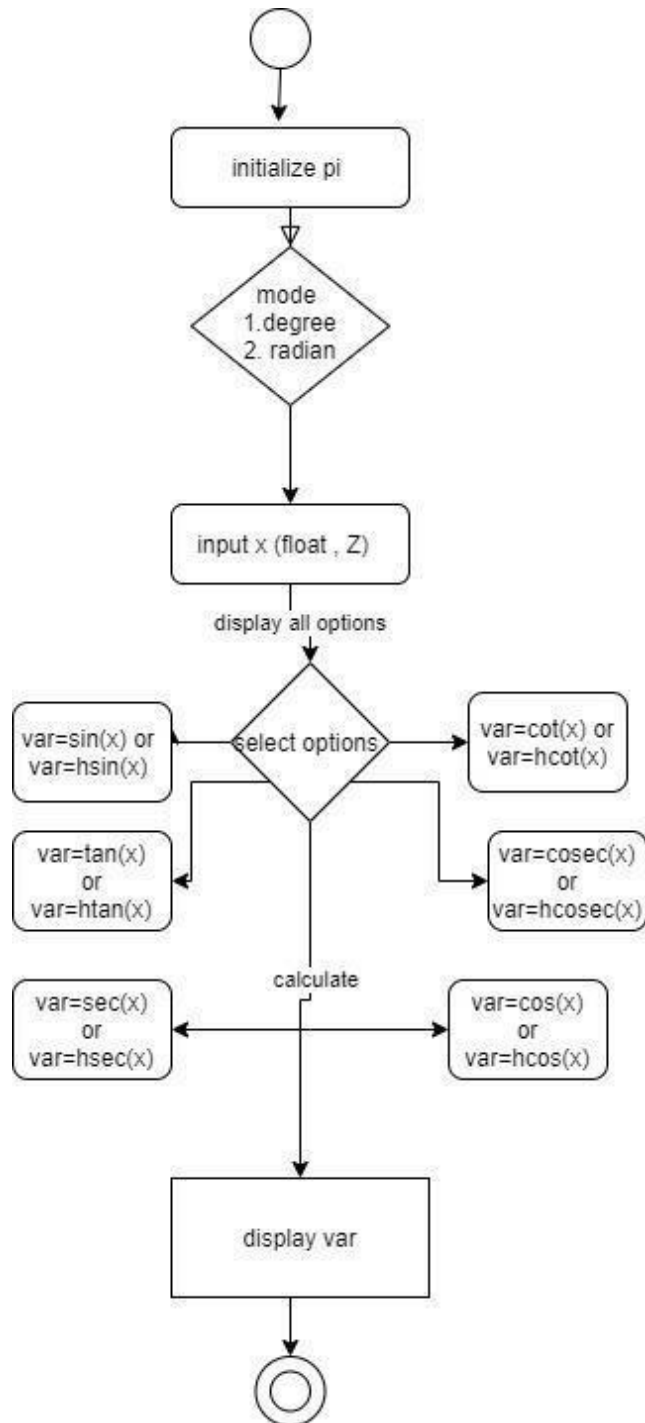 initialize pi
mode
1.degree
2. radian
input x (float , Z)
display all options
select options
var=sin(x) or
var=hsin(x)
var=cot(x) or
var=hcot(x)
var=tan(x)
or
var=htan(x)
var=cosec(x)
or
var=hcosec(x)
calculate
var=sec(x)
or
var=hsec(x)
var=cos(x)
or
var=hcos(x)
display var